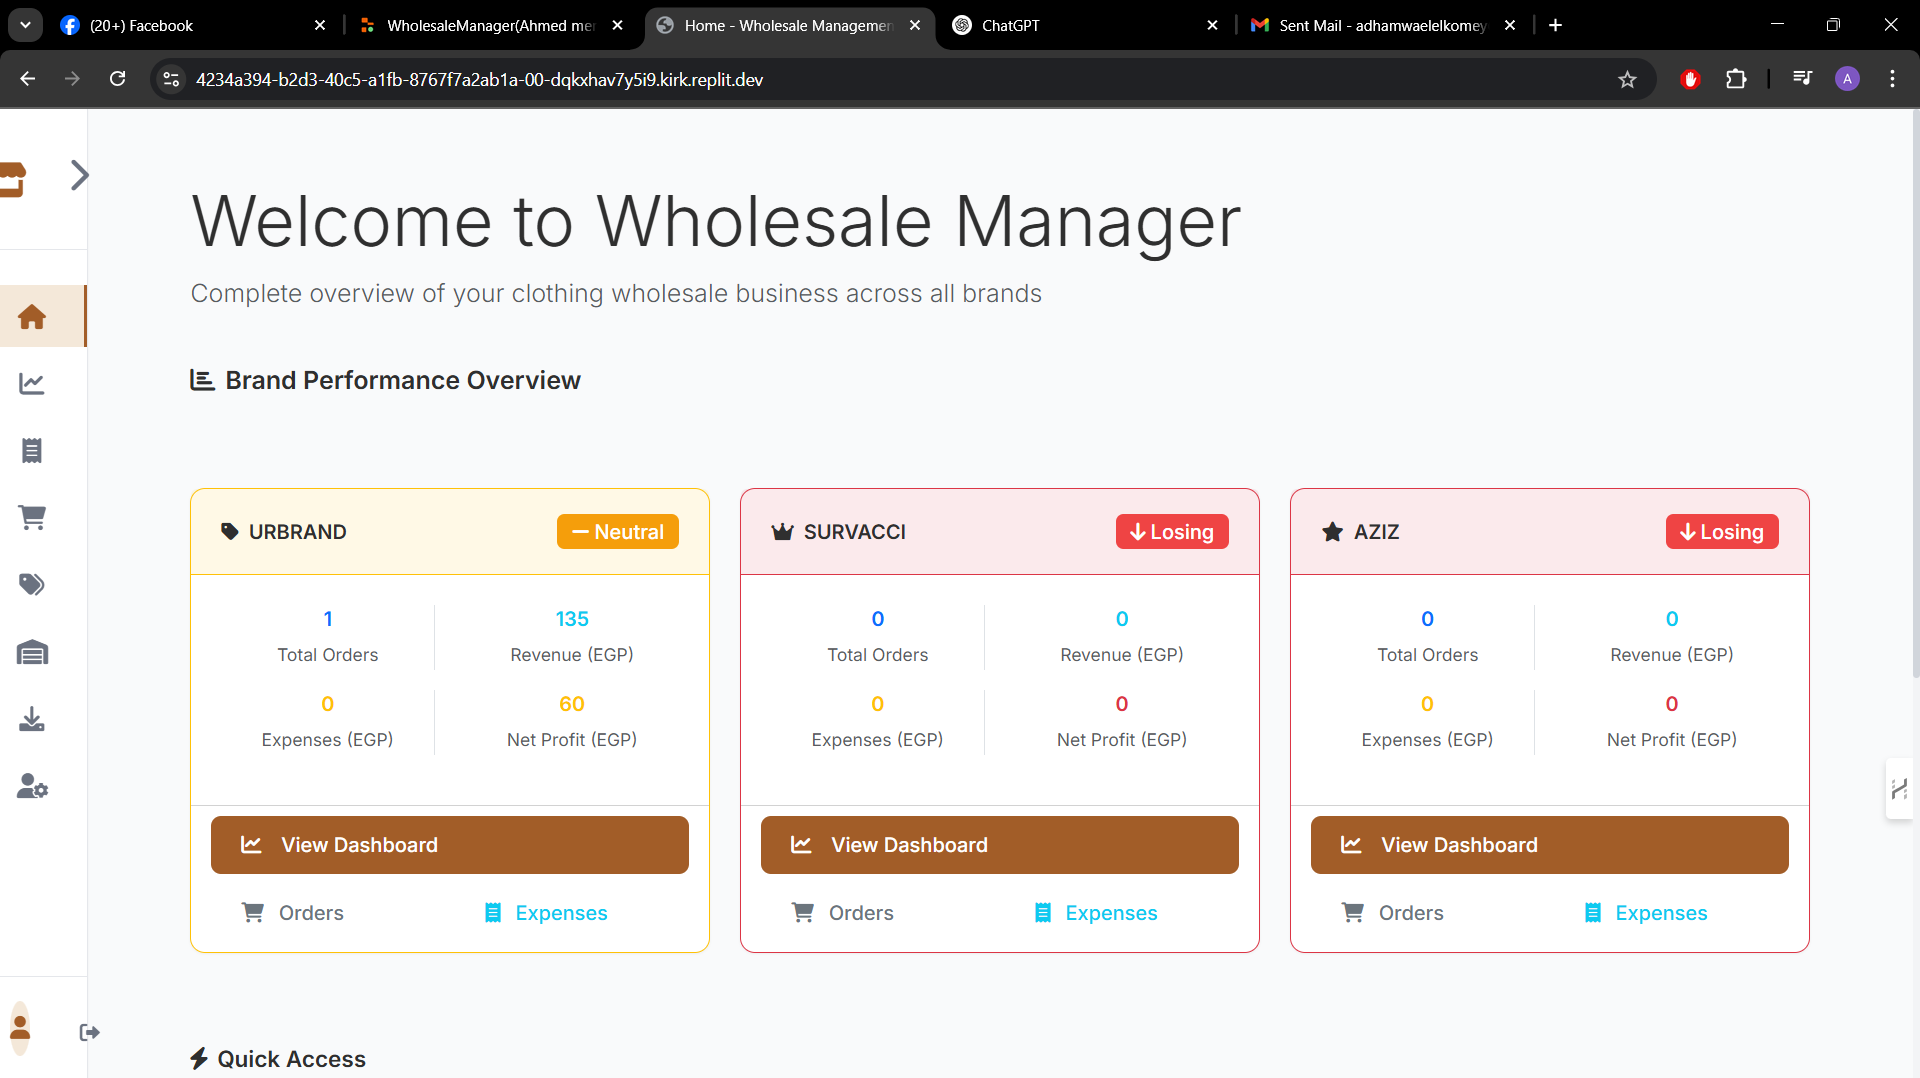 (20+) Facebook
WholesaleManager(Ahmed mer
Home - Wholesale Managemen
ChatGPT
Sent Mail - adhamwaelelkomey
4234a394-b2d3-40c5-a1fb-8767f7a2ab1a-00-dqkxhav7y5i9.kirk.replit.dev
A
Welcome to Wholesale Manager
Complete overview of your clothing wholesale business across all brands
Brand Performance Overview
URBRAND
Neutral
1
Total Orders
135
Revenue (EGP)
0
Expenses (EGP)
60
Net Profit (EGP)
View Dashboard
Orders
Expenses
SURVACCI
Losing
0
Total Orders
0
Revenue (EGP)
0
Expenses (EGP)
0
Net Profit (EGP)
View Dashboard
Orders
Expenses
AZIZ
Losing
0
Total Orders
0
Revenue (EGP)
0
Expenses (EGP)
0
Net Profit (EGP)
View Dashboard
Orders
Expenses
Quick Access